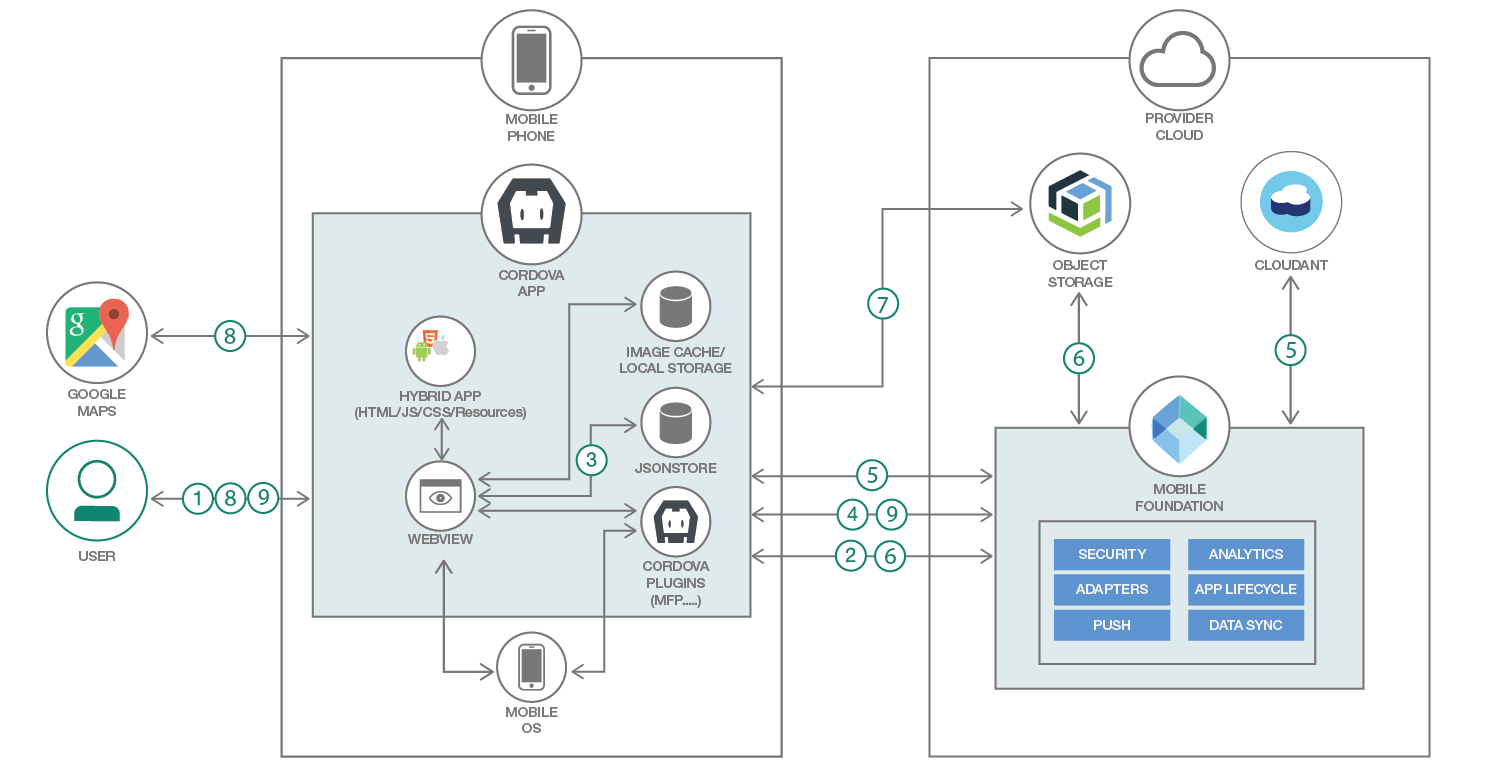 MOBILE
PHONE
PROVIDER
CLOUD
CORDOVA
APP
OBJECT
STORAGE
CLOUDANT
7
g
8
GOOGLE
MAPS
5
HYBRID APP
(HTML/JS/CSS/Resources)
IMAGE CACHE/
LOCAL STORAGE
6
5
3
JSONSTORE
1
8
9
USER
WEBVIEW
CORDOVA
PLUGINS
(MFP.....)
MOBILE
OS
5
4
9
2
6
MOBILE
FOUNDATION
SECURITY
ANALYTICS
ADAPTERS
APP LIFECYCLE
PUSH
DATA SYNC